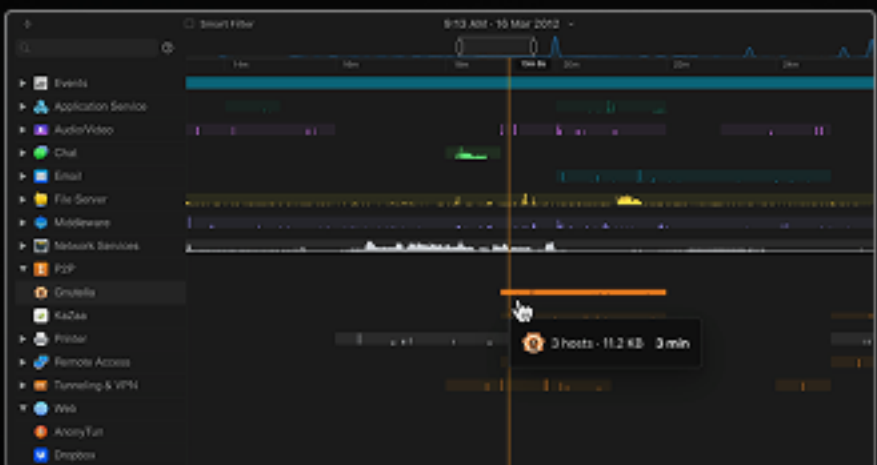 Smart Filter
9:13 AM - 16 Mar 2012
Events
Application Service
Audio/Video
Chat
Email
File Server
Middleware
Network Services
P2P
Gnutella
KaZaa
Printer
3 hosts - 11.2 KB 3 min
Remote Access
Tunneling & VPN
Web
AnonyTun
Dropbox